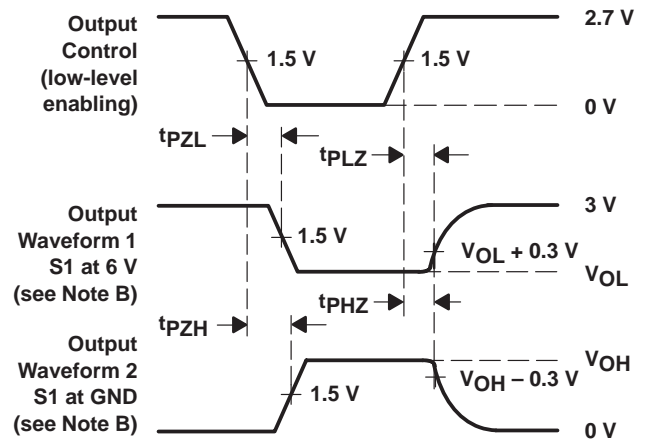 Output
Control
(low-level
enabling)
2.7 V
1.5 V
1.5 V
0 V
tPZL
tPLZ
Output
Waveform 1
S1 at 6 V
(see Note B)
3 V
1.5 V
VOL + 0.3 V
VOL
tPZH
tPHZ
Output
Waveform 2
S1 at GND
(see Note B)
VOH
1.5 V
VOH – 0.3 V
0 V